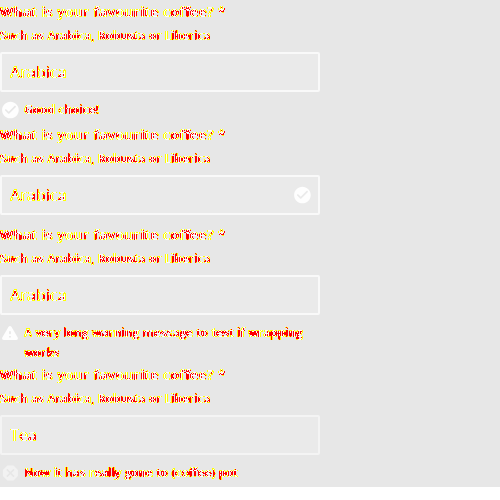 What is your favourite coffee? *
Such as Arabica, Robusta or Liberica
Arabica
Good choice!
What is your favourite coffee? *
Such as Arabica, Robusta or Liberica
Arabica
What is your favourite coffee? *
Such as Arabica, Robusta or Liberica
Arabica
A very long warning message to test if wrapping
works
What is your favourite coffee? *
Such as Arabica, Robusta or Liberica
Tea
Now it has really gone to coffee pot